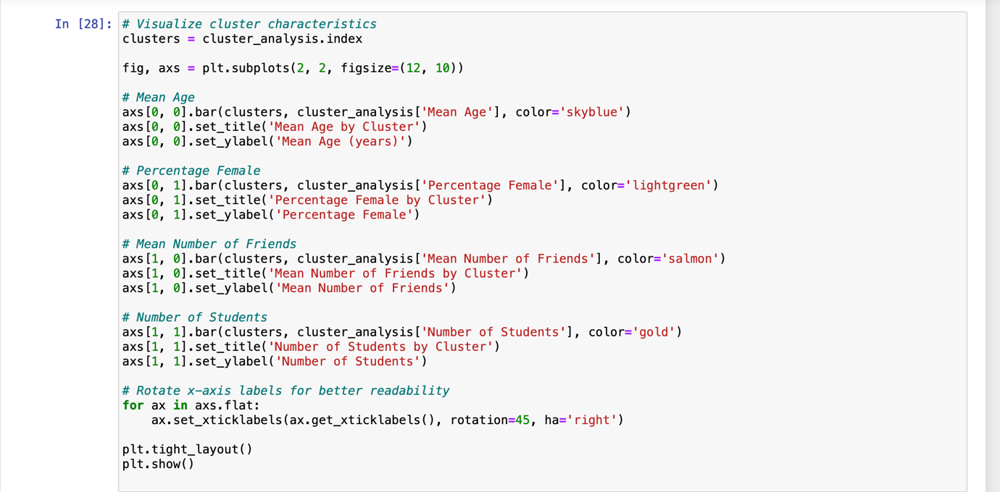 In [28]: # Visualize cluster characteristics
clusters = cluster_analysis.index
fig, axs = plt.subplots(2, 2, figsize=(12, 10))
# Mean Age
axs[0, 0].bar(clusters, cluster_analysis['Mean Age'], color='skyblue')
axs[0, 0].set_title('Mean Age by Cluster')
axs[0, 0].set_ylabel('Mean Age (years)')
# Percentage Female
axs[0, 1].bar(clusters, cluster_analysis['Percentage Female'], color='lightgreen')
axs[0, 1].set_title('Percentage Female by Cluster')
axs[0, 1].set_ylabel('Percentage Female')
# Mean Number of Friends
axs[1, 0].bar(clusters, cluster_analysis['Mean Number of Friends'], color='salmon')
axs[1, 0].set_title('Mean Number of Friends by Cluster')
axs[1, 0].set_ylabel('Mean Number of Friends')
# Number of Students
axs[1, 1].bar(clusters, cluster_analysis['Number of Students'], color='gold')
axs[1, 1].set_title('Number of Students by Cluster')
axs[1, 1].set_ylabel('Number of Students')
# Rotate x-axis labels for better readability
for ax in axs.flat:
    ax.set_xticklabels(ax.get_xticklabels(), rotation=45, ha='right')
plt.tight_layout()
plt.show()